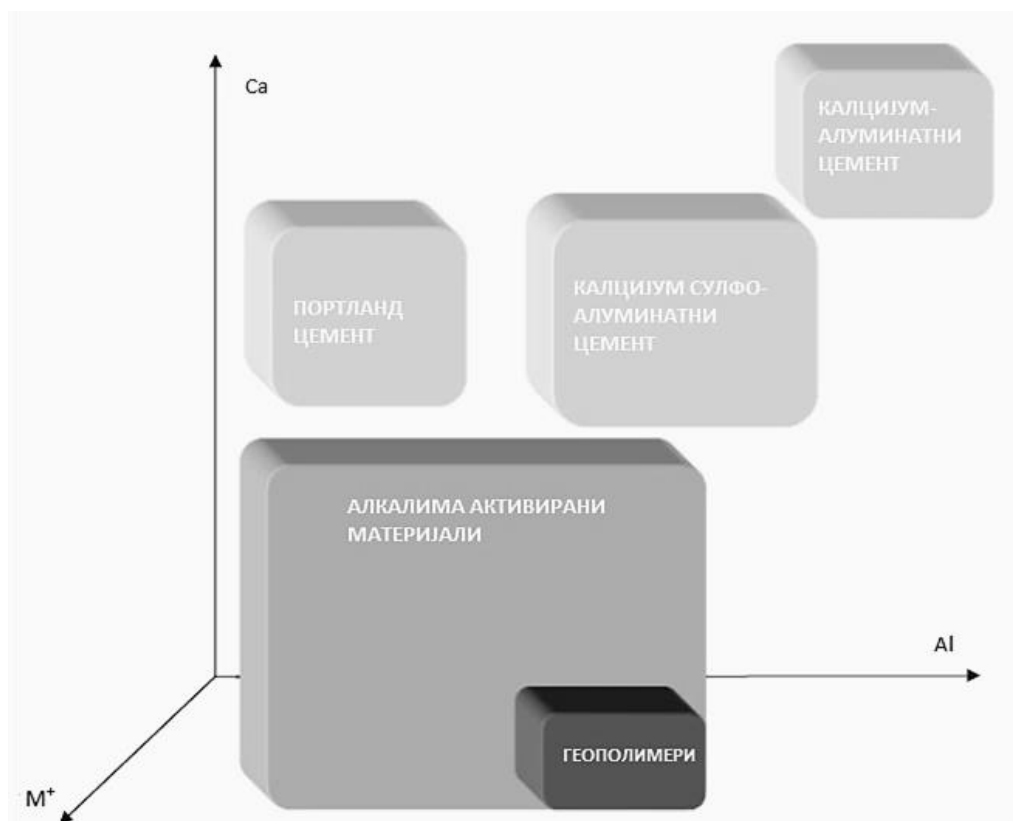 Ca
КАЛЦИЈУМ-
АЛУМИНАТНИ
ЦЕМЕНТ
ПОРТЛАНД
ЦЕМЕНТ
КАЛЦИЈУМ СУЛФО-
АЛУМИНАТНИ
ЦЕМЕНТ
АЛКАЛИМА АКТИВИРАНИ
МАТЕРИЈАЛИ
Al
ГЕОПОЛИМЕРИ
M⁺